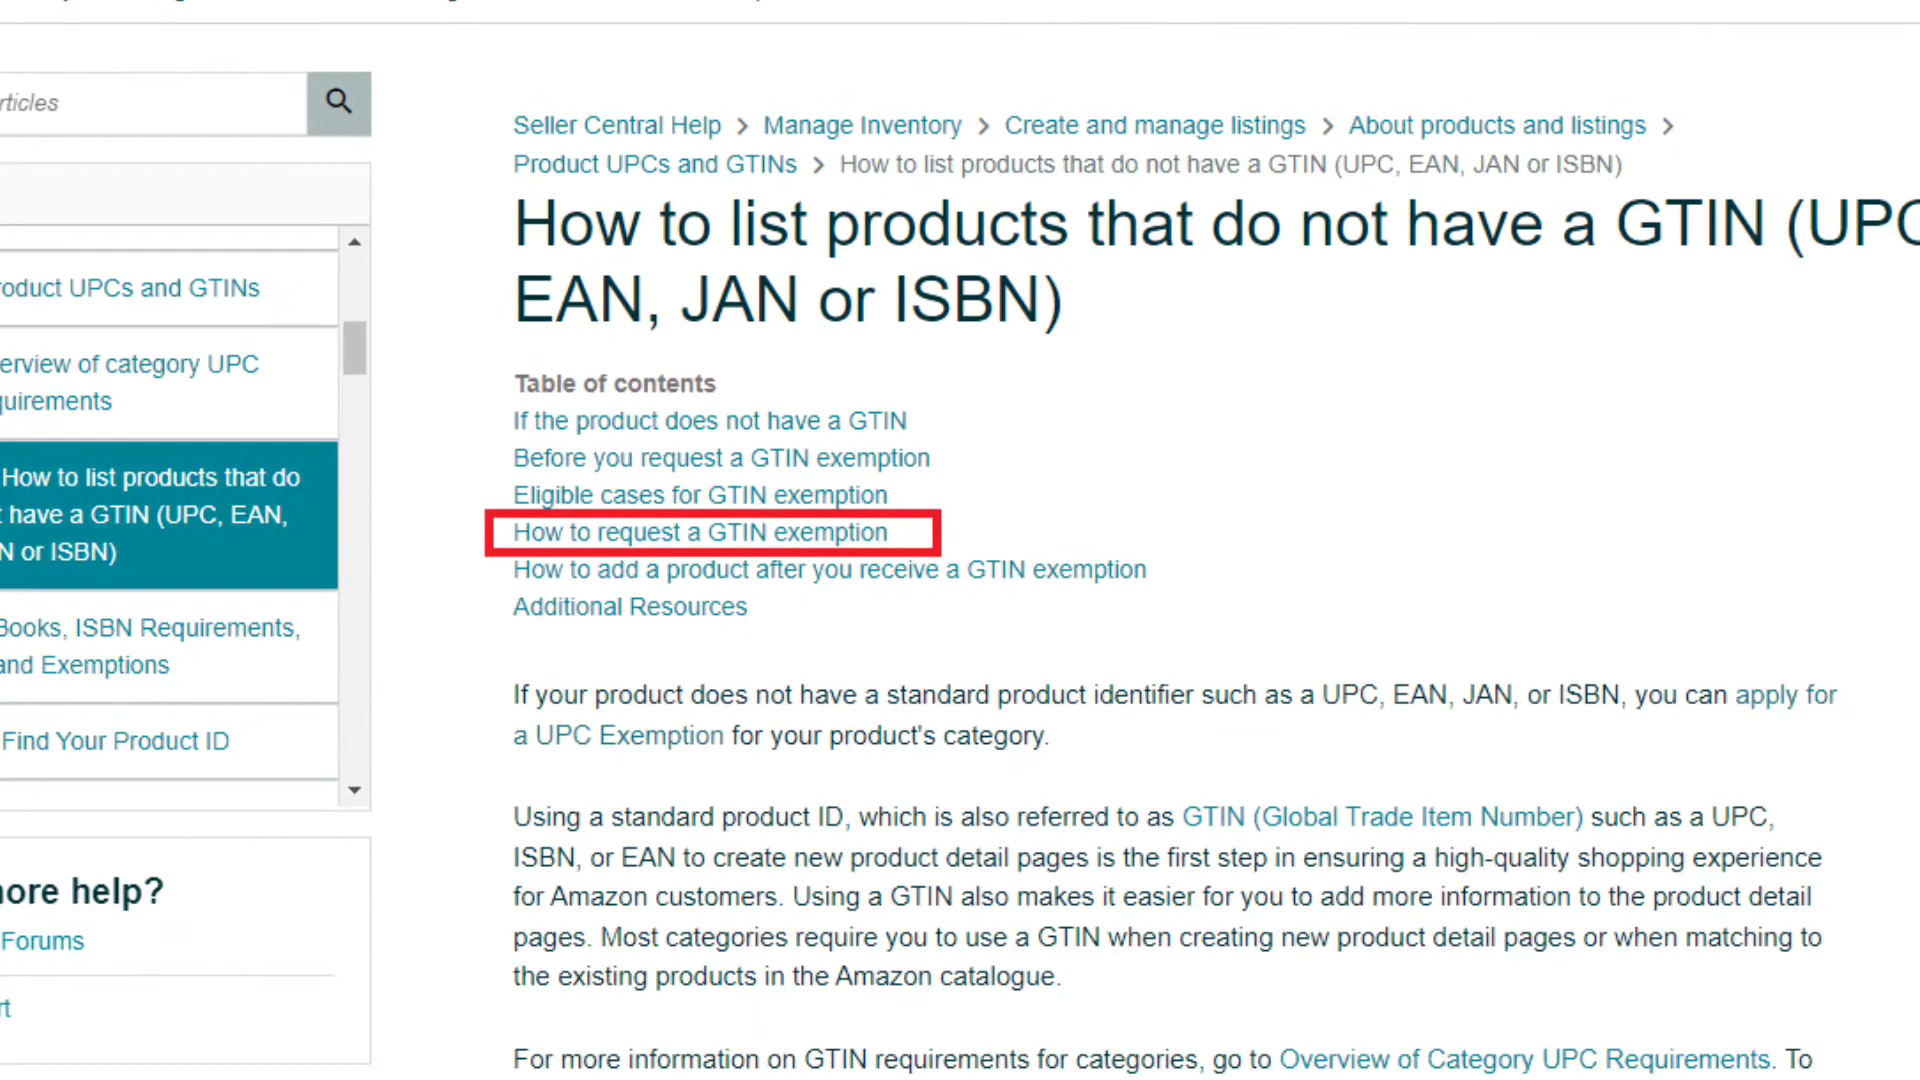 rticles
Seller Central Help > Manage Inventory > Create and manage listings > About products and listings >
Product UPCs and GTINs > How to list products that do not have a GTIN (UPC, EAN, JAN or ISBN)
How to list products that do not have a GTIN (UPC
EAN, JAN or ISBN)
roduct UPCs and GTINs
erview of category UPC
quirements
How to list products that do
t have a GTIN (UPC, EAN,
N or ISBN)
Books, ISBN Requirements,
and Exemptions
Find Your Product ID
ore help?
Forums
rt
Table of contents
If the product does not have a GTIN
Before you request a GTIN exemption
Eligible cases for GTIN exemption
How to request a GTIN exemption
How to add a product after you receive a GTIN exemption
Additional Resources
If your product does not have a standard product identifier such as a UPC, EAN, JAN, or ISBN, you can apply for
a UPC Exemption for your product's category.
Using a standard product ID, which is also referred to as GTIN (Global Trade Item Number) such as a UPC,
ISBN, or EAN to create new product detail pages is the first step in ensuring a high-quality shopping experience
for Amazon customers. Using a GTIN also makes it easier for you to add more information to the product detail
pages. Most categories require you to use a GTIN when creating new product detail pages or when matching to
the existing products in the Amazon catalogue.
For more information on GTIN requirements for categories, go to Overview of Category UPC Requirements. To